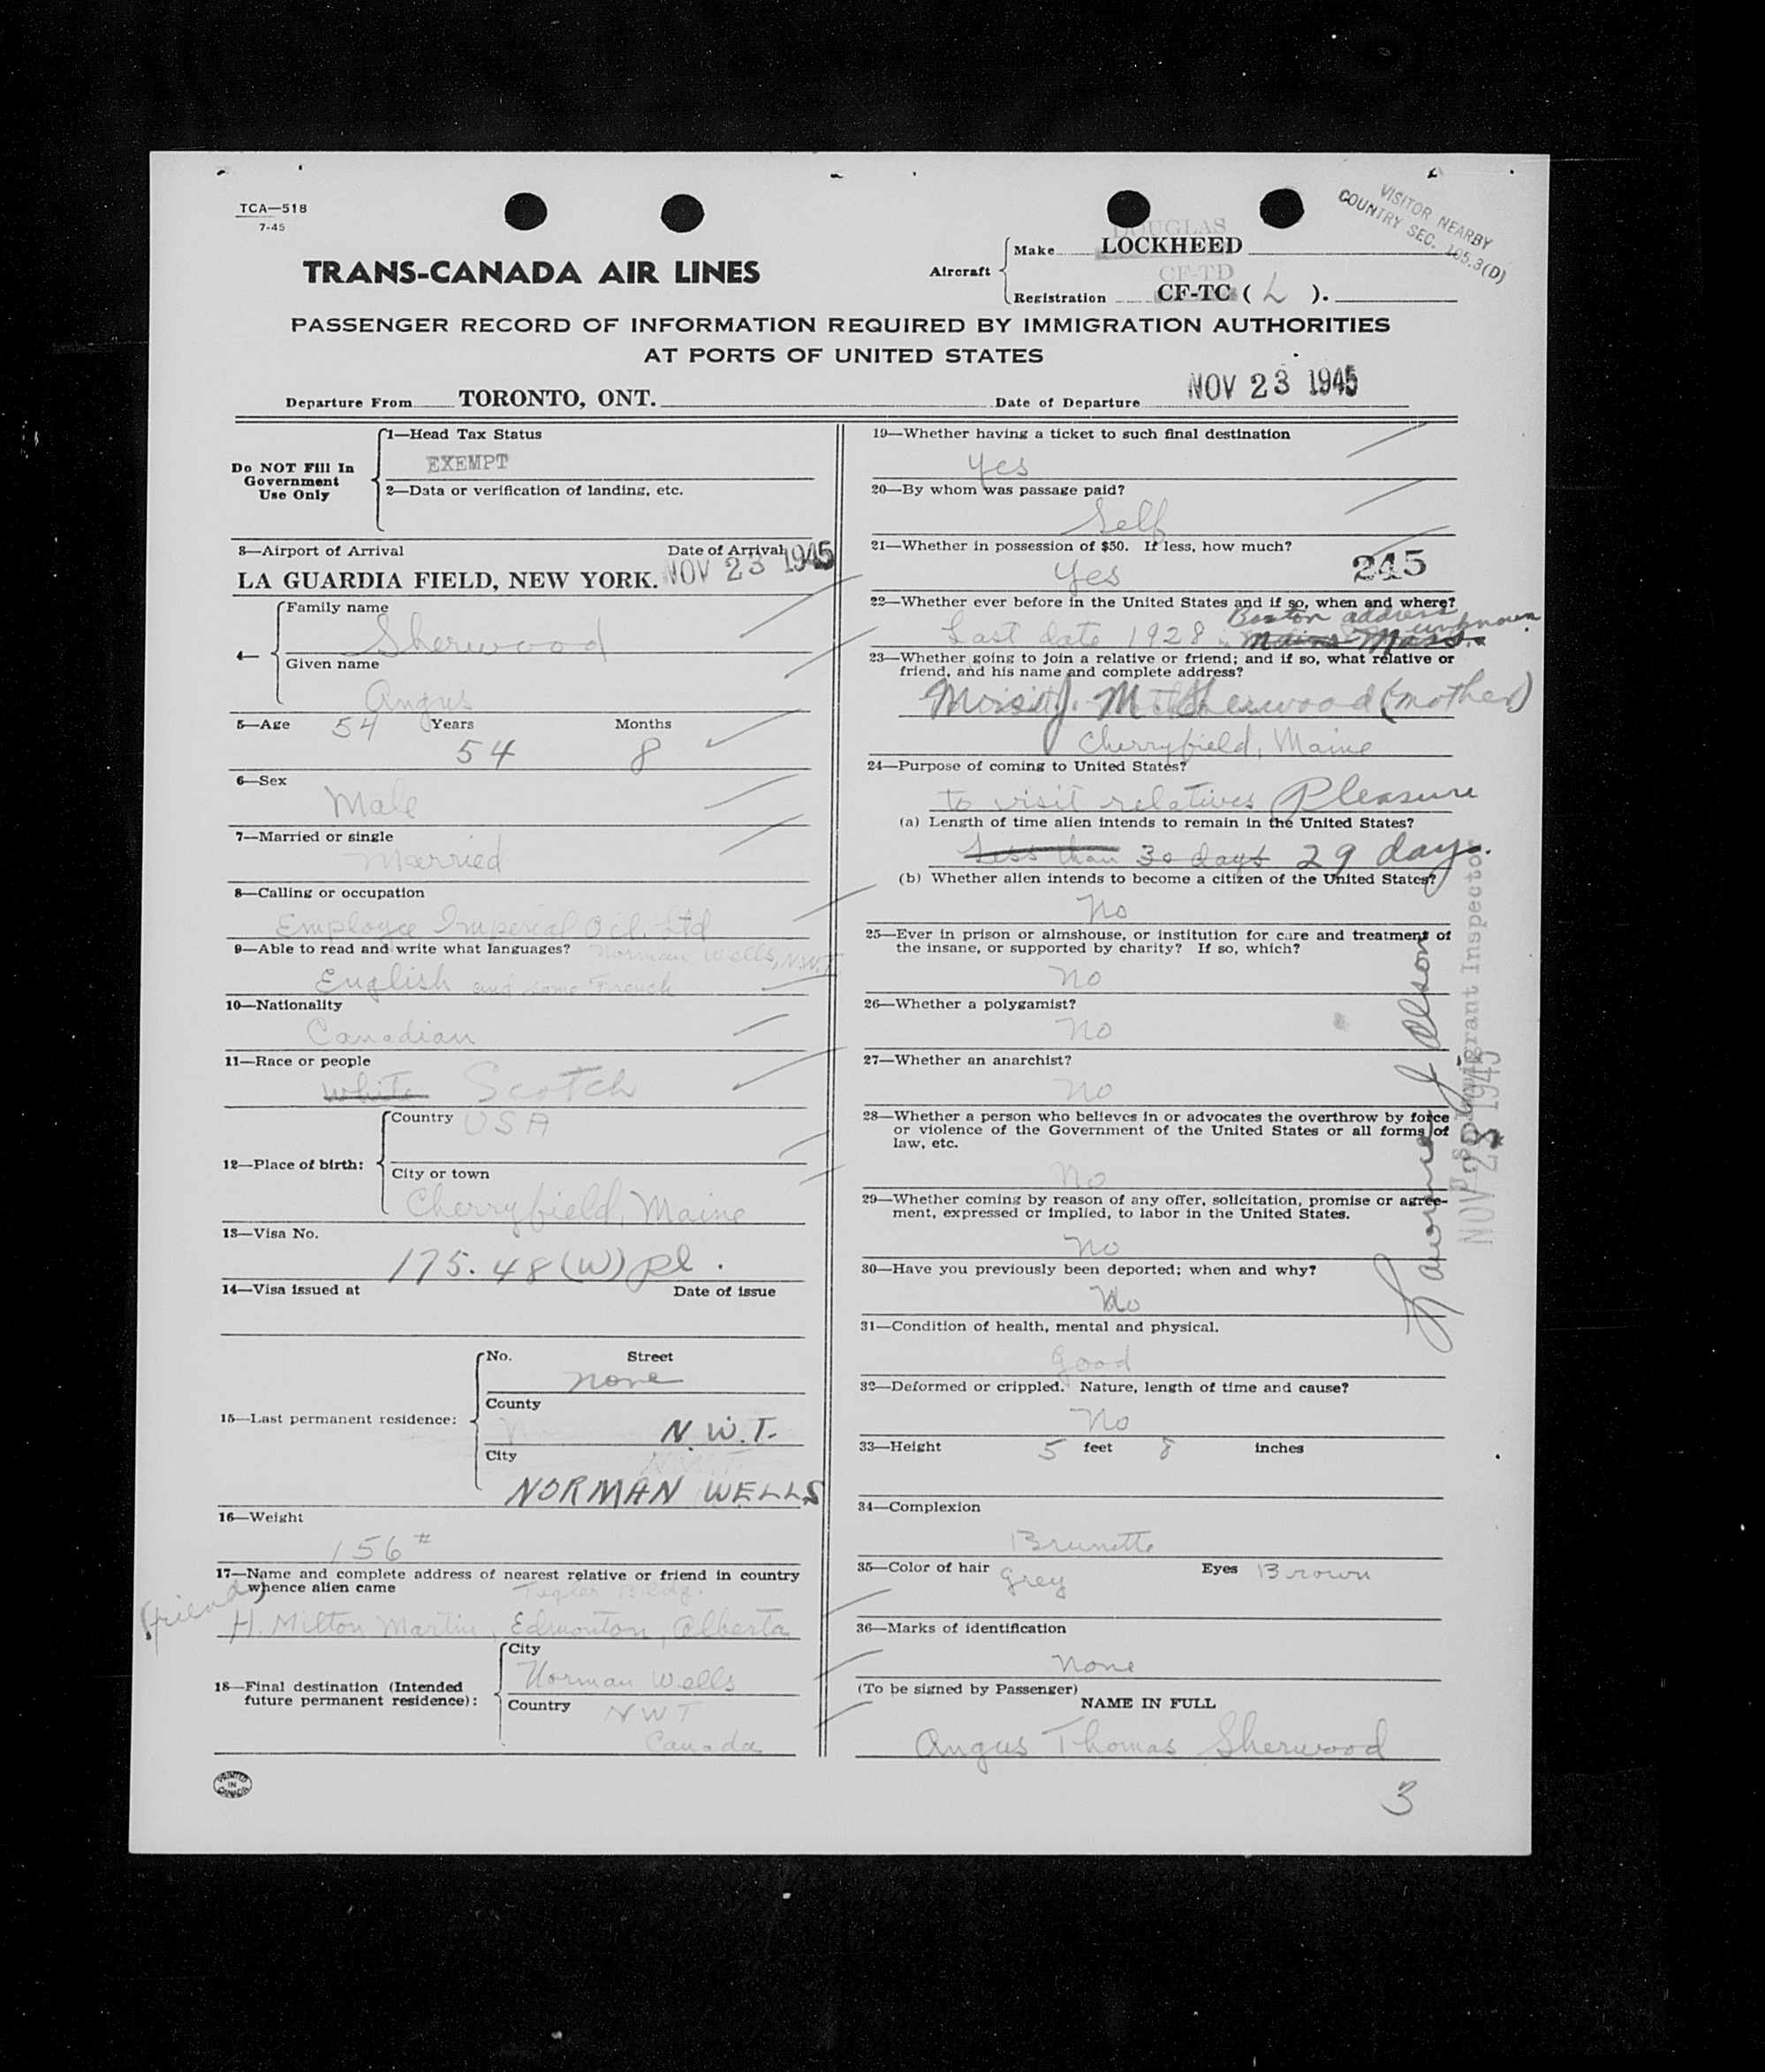 TCA—518
7-45
VISITOR NEARBY
COUNTRY SEC. 165.3(D)
TRANS-CANADA AIR LINES
Aircraft
DOUGLAS
Make LOCKHEED
CF-TD
Registration CF-TC ( L ).
PASSENGER RECORD OF INFORMATION REQUIRED BY IMMIGRATION AUTHORITIES
AT PORTS OF UNITED STATES
Departure From TORONTO, ONT. Date of Departure NOV 23 1945
Do NOT Fill In
Government
Use Only
1—Head Tax Status
EXEMPT
2—Data or verification of landing, etc.
3—Airport of Arrival Date of Arrival
LA GUARDIA FIELD, NEW YORK. NOV 23 1945
4—
Family name
Sherwood
Given name
Angus
5—Age 54 Years Months
54 8
6—Sex
Male
7—Married or single
Married
8—Calling or occupation
Employee Imperial Oil Ltd
9—Able to read and write what languages? Norman Wells, N.W.T.
English and some French
10—Nationality
Canadian
11—Race or people
White Scotch
12—Place of birth:
Country USA
City or town
Cherryfield, Maine
13—Visa No.
175.48 (W) pl.
14—Visa issued at Date of issue
15—Last permanent residence:
No. Street
none
County
N.W.T.
City
NORMAN WELLS
16—Weight
156#
17—Name and complete address of nearest relative or friend in country
whence alien came Tegler Bldg.
(friend) H. Milton Martin, Edmonton, Alberta
18—Final destination (Intended
future permanent residence):
City
Norman Wells
Country NWT
Canada
PRINTED
IN
CANADA
19—Whether having a ticket to such final destination
Yes
20—By whom was passage paid?
Self
21—Whether in possession of $50. If less, how much?
Yes 245
22—Whether ever before in the United States and if so, when and where?
Boston address unknown
Last date 1928 in Maine Mass.
23—Whether going to join a relative or friend; and if so, what relative or
friend, and his name and complete address?
J. M. Sherwood (mother)
Cherryfield, Maine
24—Purpose of coming to United States?
to visit relatives Pleasure
(a) Length of time alien intends to remain in the United States?
Less than 30 days 29 days.
(b) Whether alien intends to become a citizen of the United States?
No
25—Ever in prison or almshouse, or institution for care and treatment of
the insane, or supported by charity? If so, which?
No
26—Whether a polygamist?
No
27—Whether an anarchist?
No
28—Whether a person who believes in or advocates the overthrow by force
or violence of the Government of the United States or all forms of
law, etc.
No
29—Whether coming by reason of any offer, solicitation, promise or agree-
ment, expressed or implied, to labor in the United States.
No
30—Have you previously been deported; when and why?
No
31—Condition of health, mental and physical.
Good
32—Deformed or crippled. Nature, length of time and cause?
No
33—Height 5 feet 8 inches
34—Complexion
Brunette
35—Color of hair Grey Eyes Brown
36—Marks of identification
None
(To be signed by Passenger)
NAME IN FULL
Angus Thomas Sherwood
3
U.S. Immigrant Inspector
NOV 23 1945